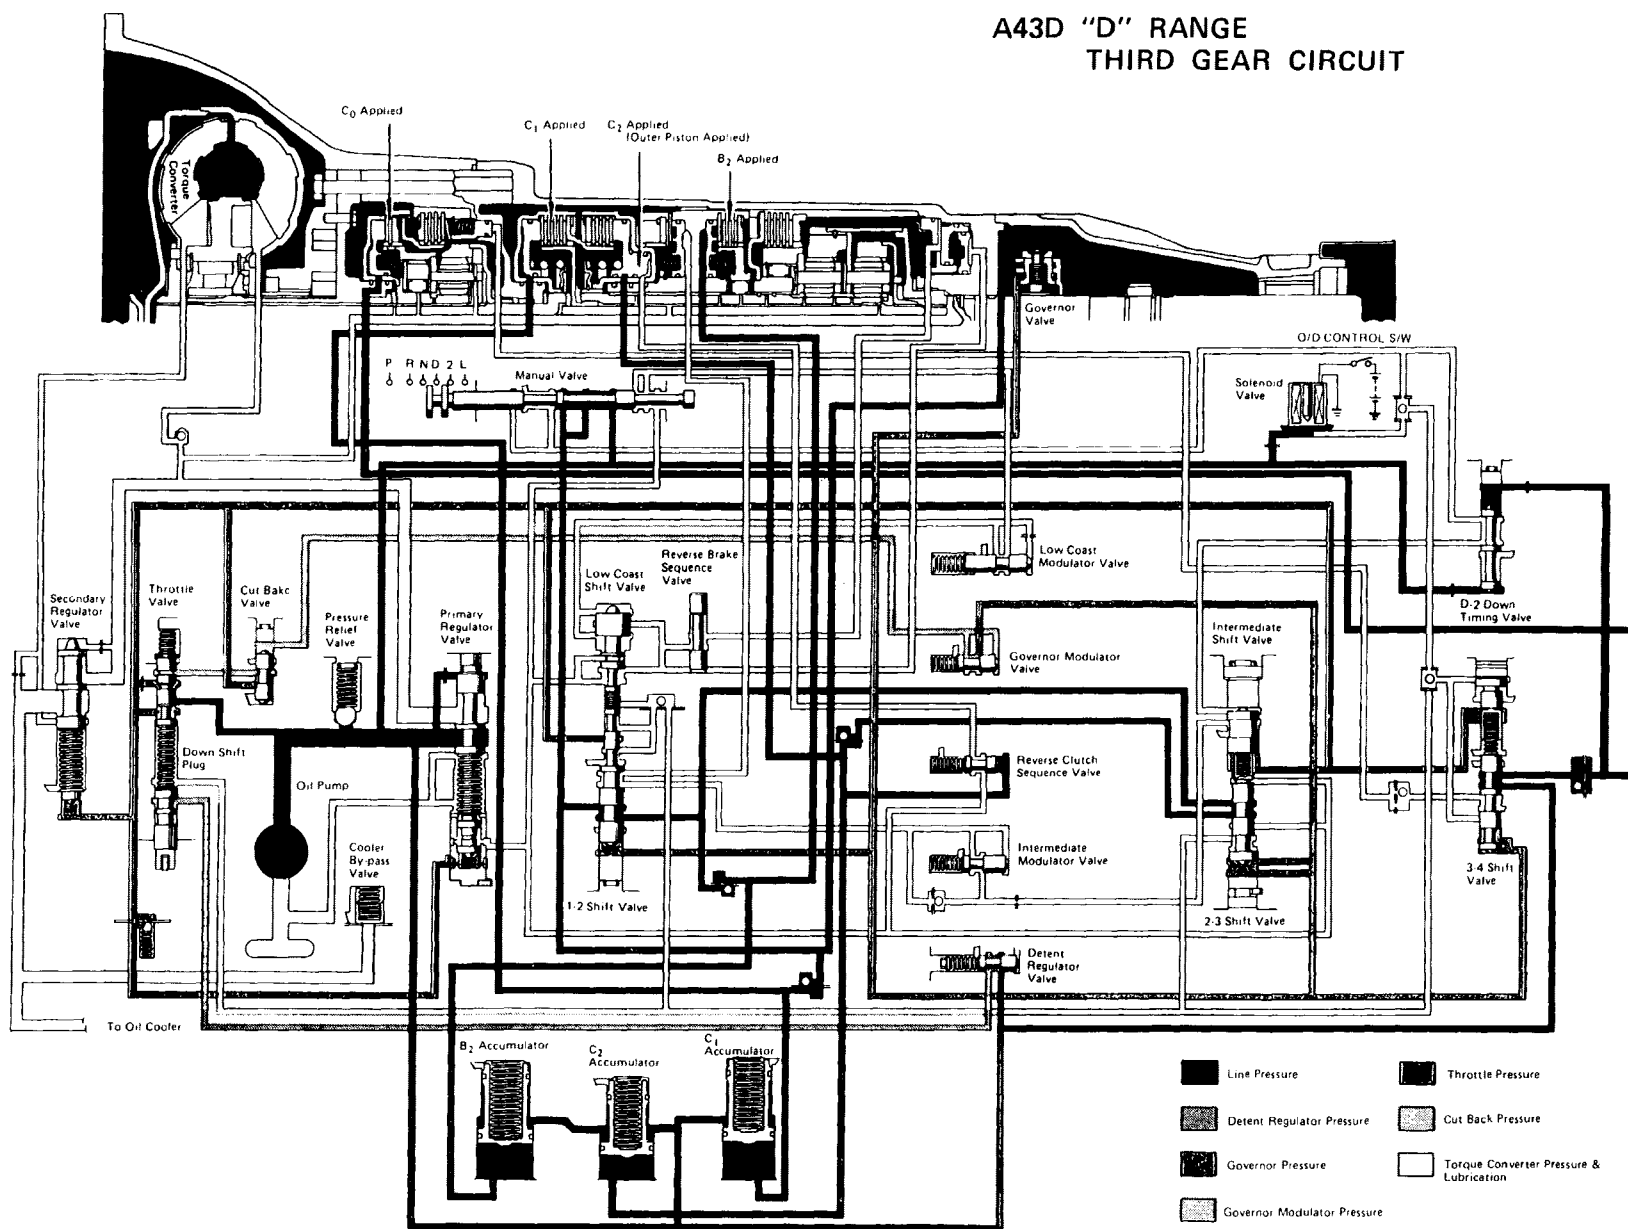 A43D "D" RANGE
THIRD GEAR CIRCUIT
C0 Applied
C1 Applied
C2 Applied
(Outer Piston Applied)
B2 Applied
Torque
Converter
Governor
Valve
O/D CONTROL S/W
P R N D 2 L
Manual Valve
Solenoid
Valve
Low Coast
Modulator Valve
Reverse Brake
Sequence
Valve
Low Coast
Shift Valve
Throttle
Valve
Cut Bakc
Valve
Secondary
Regulator
Valve
Pressure
Relief
Valve
Primary
Regulator
Valve
D-2 Down
Timing Valve
Intermediate
Shift Valve
Governor Modulator
Valve
Down Shift
Plug
Oil Pump
Reverse Clutch
Sequence Valve
Cooler
By-pass
Valve
Intermediate
Modulator Valve
3-4 Shift
Valve
1-2 Shift Valve
2-3 Shift Valve
Detent
Regulator
Valve
To Oil Cooler
B2 Accumulator
C2
Accumulator
C1
Accumulator
Line Pressure
Throttle Pressure
Detent Regulator Pressure
Cut Back Pressure
Governor Pressure
Torque Converter Pressure &
Lubrication
Governor Modulator Pressure